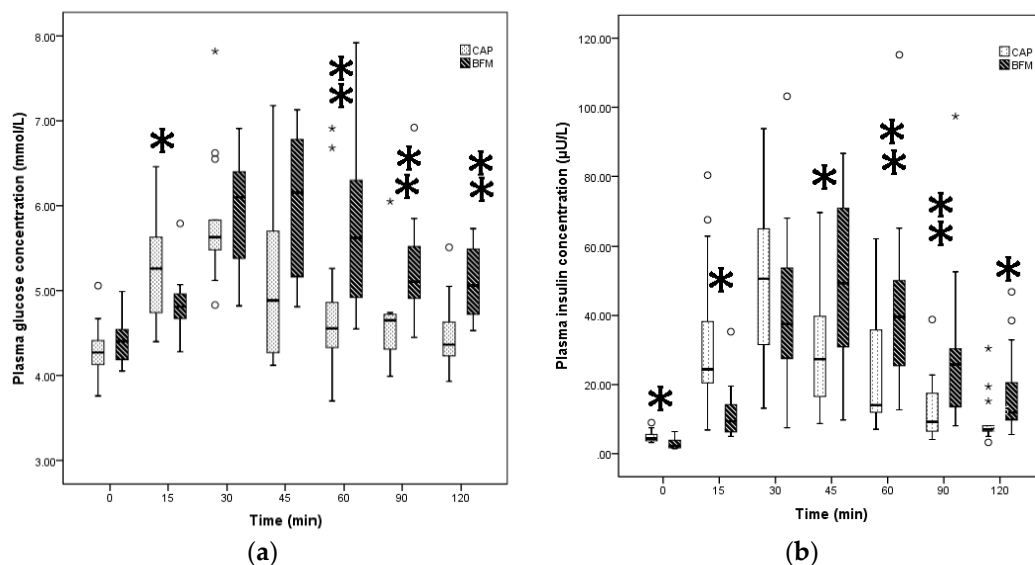 8.00
7.00
6.00
5.00
4.00
3.00
Plasma glucose concentration (mmol/L)
CAP
BFM
0 15 30 45 60 90 120
Time (min)
(a)
120.00
100.00
80.00
60.00
40.00
20.00
.00
Plasma insulin concentration (µU/L)
CAP
BFM
0 15 30 45 60 90 120
Time (min)
(b)